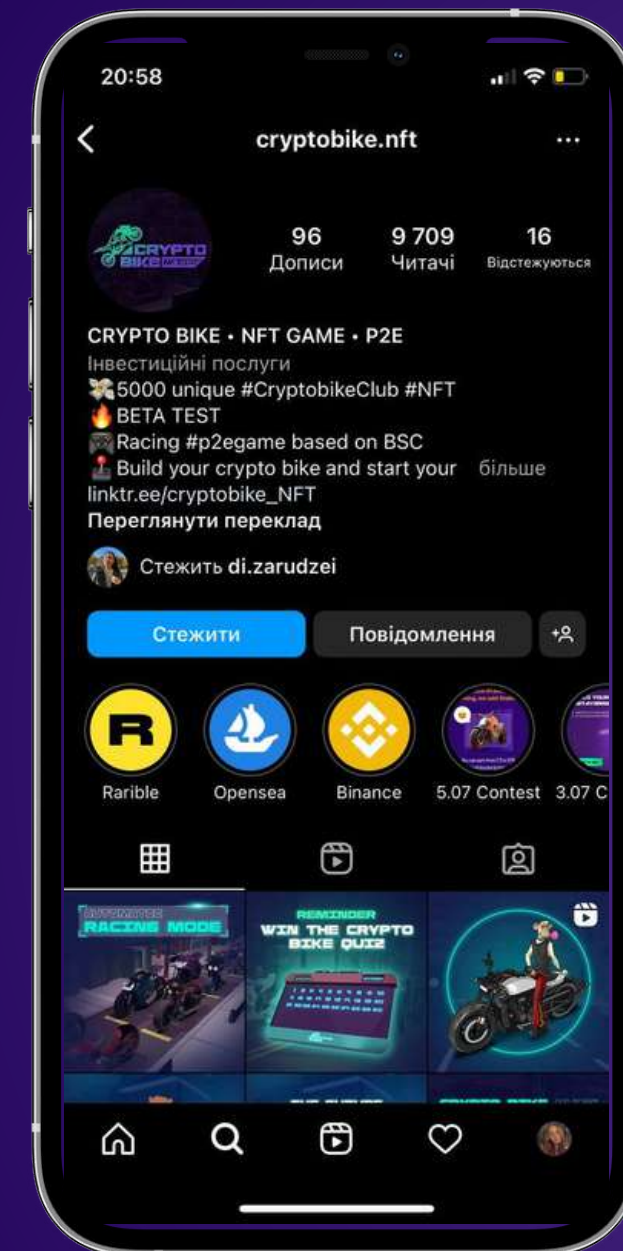 20:58
cryptobike.nft
CRYPTO
BIKE
96
9 709
16
Дописи
Читачі
Відстежуються
CRYPTO BIKE • NFT GAME • P2E
Інвестиційні послуги
💸5000 unique #CryptobikeClub #NFT
🔥BETA TEST
🎮Racing #p2egame based on BSC
🕹️Build your crypto bike and start your більше
linktr.ee/cryptobike_NFT
Переглянути переклад
Стежить di.zarudzei
Стежити
Повідомлення
R
Rarible
Opensea
Binance
5.07 Contest
3.07 C
AUTOMATED
RACING MODE
REMINDER
WIN THE CRYPTO
BIKE QUIZ